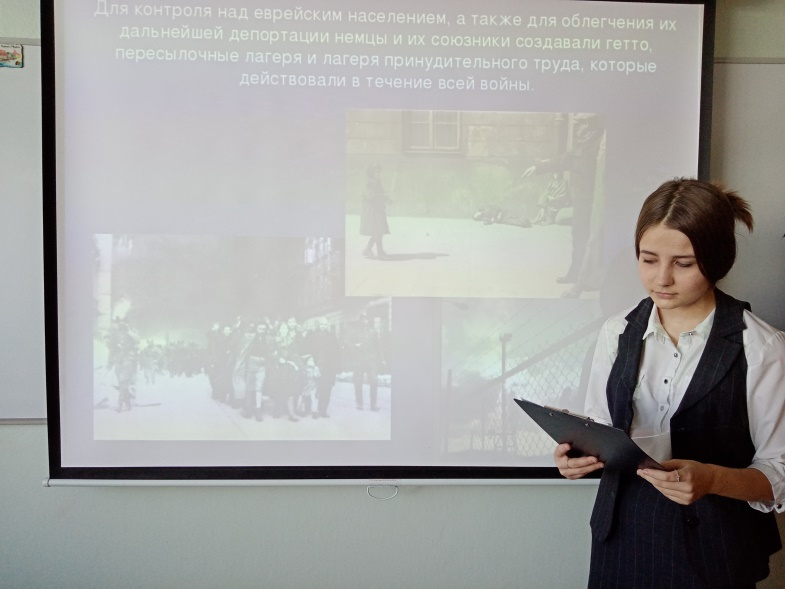 Для контроля над еврейским населением, а также для облегчения их
дальнейшей депортации немцы и их союзники создавали гетто,
пересылочные лагеря и лагеря принудительного труда, которые
действовали в течение всей войны.